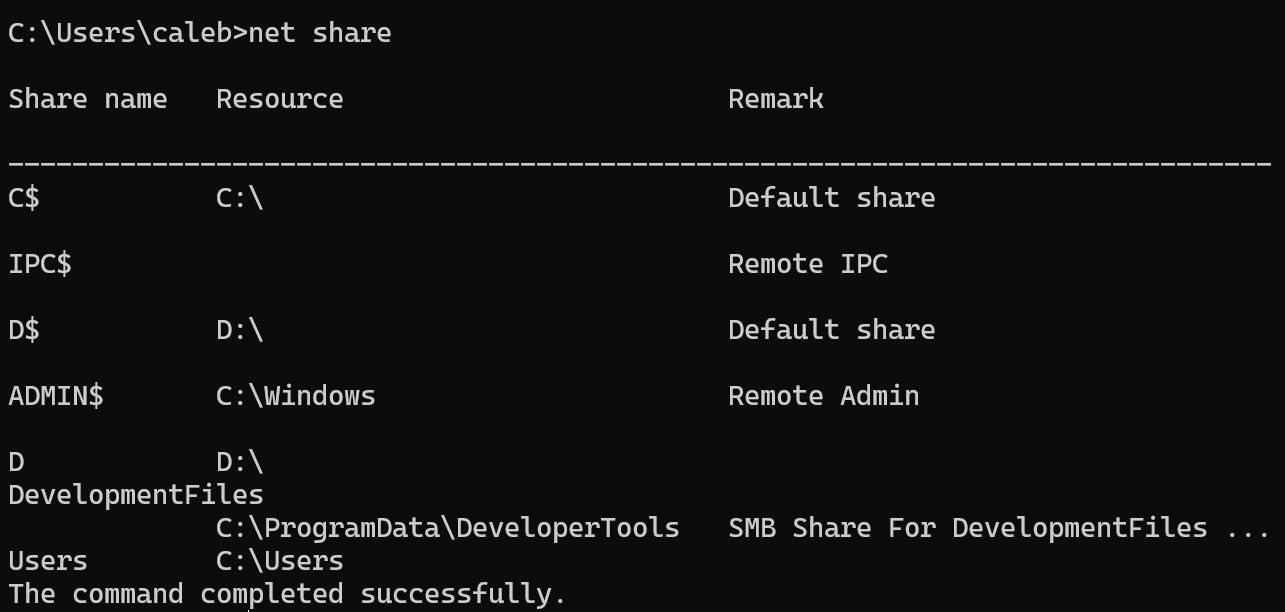 C:\Users\caleb>net share
Share name   Resource                        Remark
-------------------------------------------------------------------------------
C$           C:\                             Default share
IPC$                                         Remote IPC
D$           D:\                             Default share
ADMIN$       C:\Windows                      Remote Admin
D            D:\
DevelopmentFiles
             C:\ProgramData\DeveloperTools   SMB Share For DevelopmentFiles ...
Users        C:\Users
The command completed successfully.